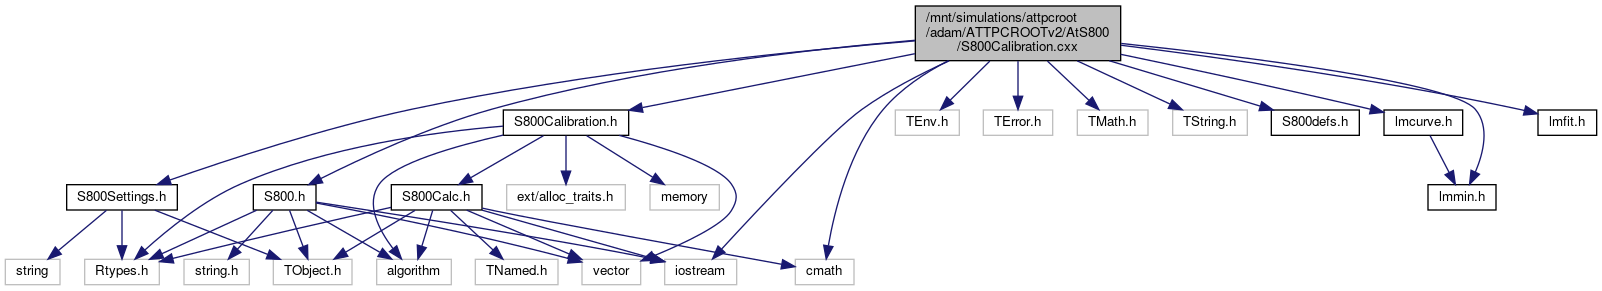 /mnt/simulations/attpcroot
/adam/ATTPCROOTv2/AtS800
/S800Calibration.cxx
S800Calibration.h
TEnv.h
TError.h
TMath.h
TString.h
S800defs.h
lmcurve.h
lmfit.h
S800Settings.h
S800.h
S800Calc.h
ext/alloc_traits.h
memory
lmmin.h
string
Rtypes.h
string.h
TObject.h
algorithm
TNamed.h
vector
iostream
cmath